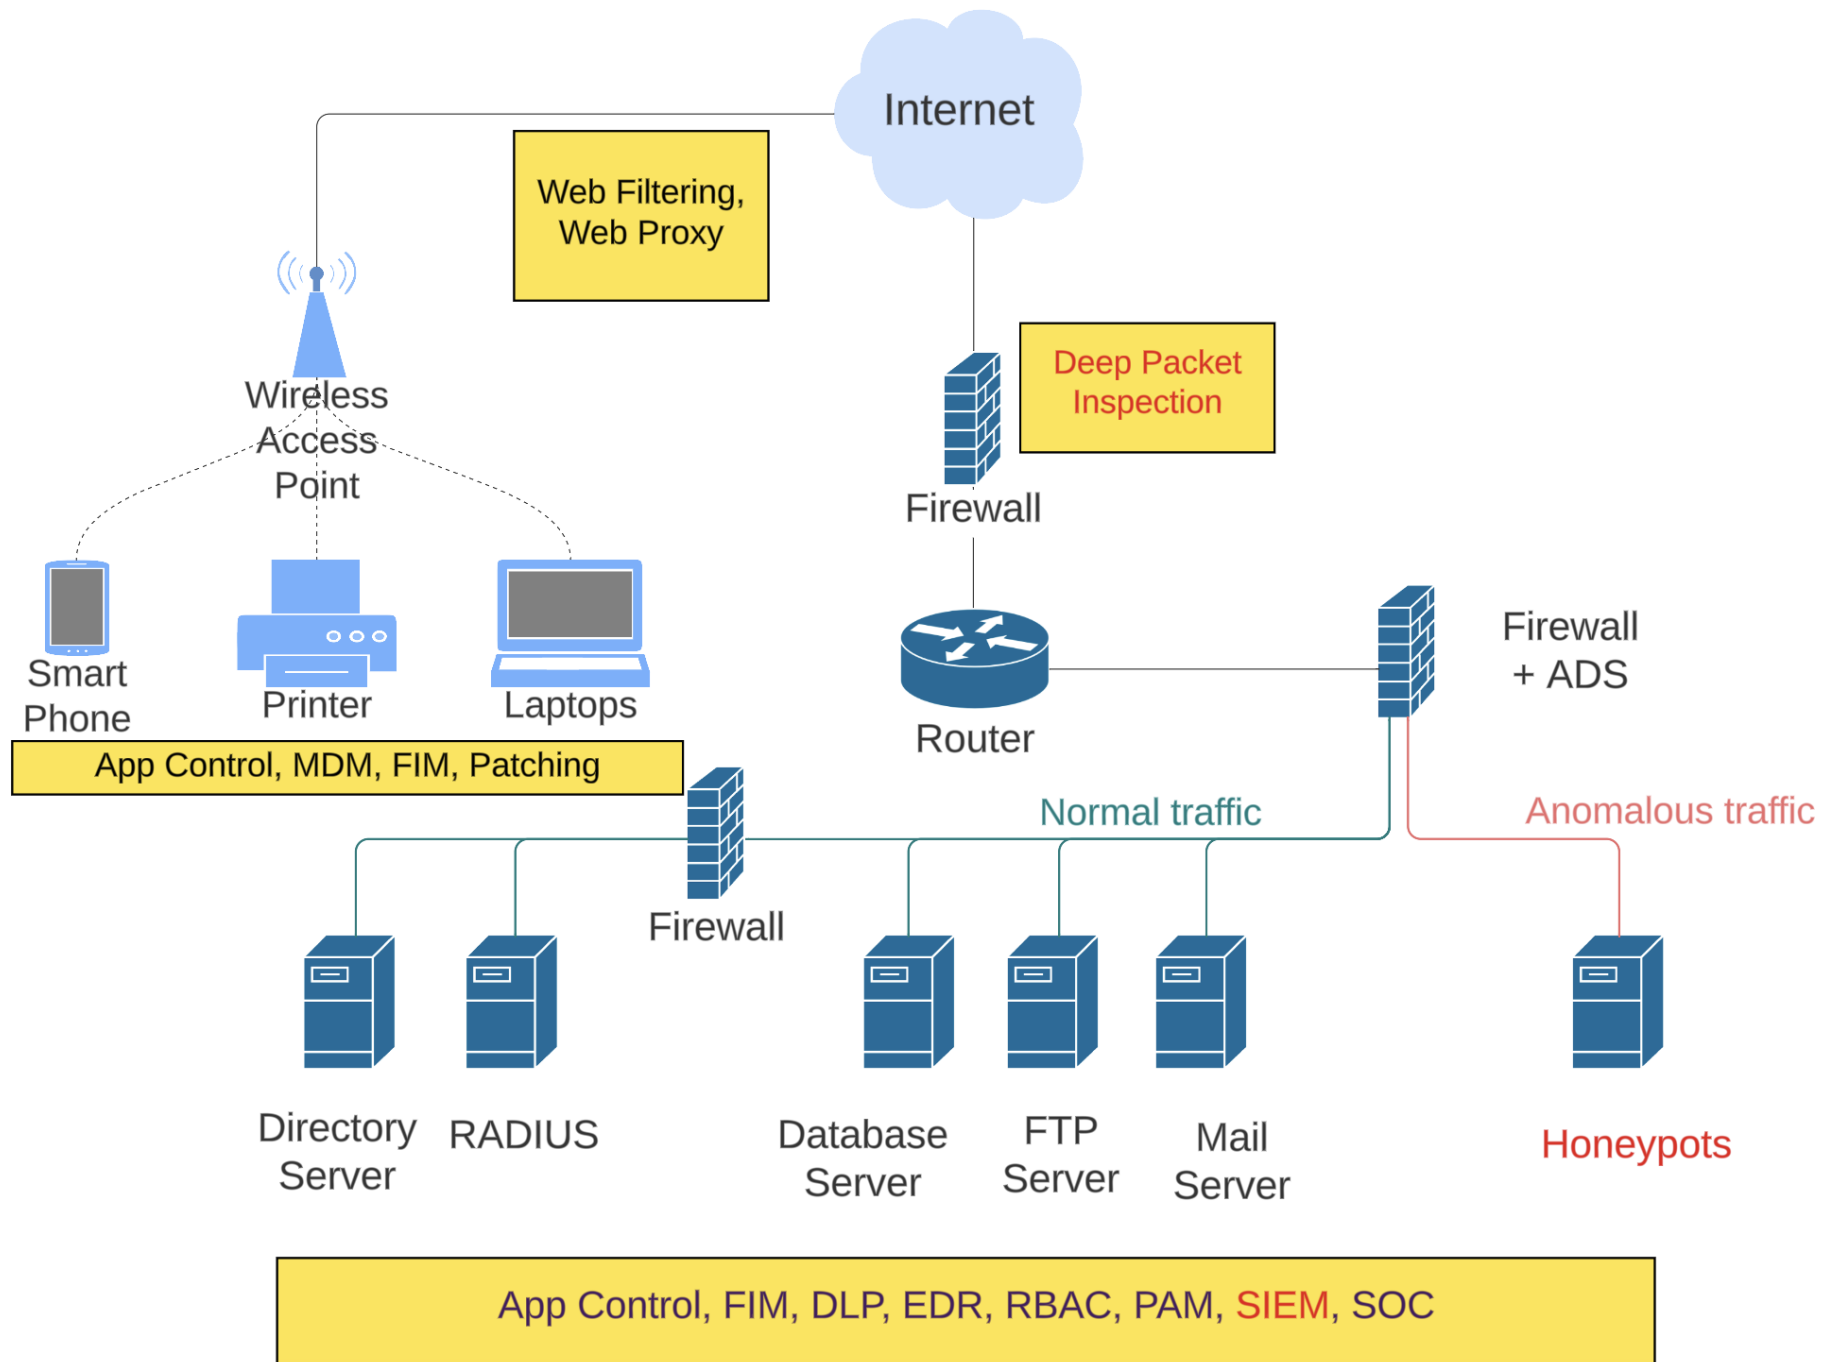 Internet
Web Filtering,
Web Proxy
Deep Packet
Inspection
Wireless
Access
Point
Firewall
Firewall
+ ADS
Smart
Phone
Printer
Laptops
Router
App Control, MDM, FIM, Patching
Normal traffic
Anomalous traffic
Firewall
Directory
Server
RADIUS
Database
Server
FTP
Server
Mail
Server
Honeypots
App Control, FIM, DLP, EDR, RBAC, PAM, SIEM, SOC